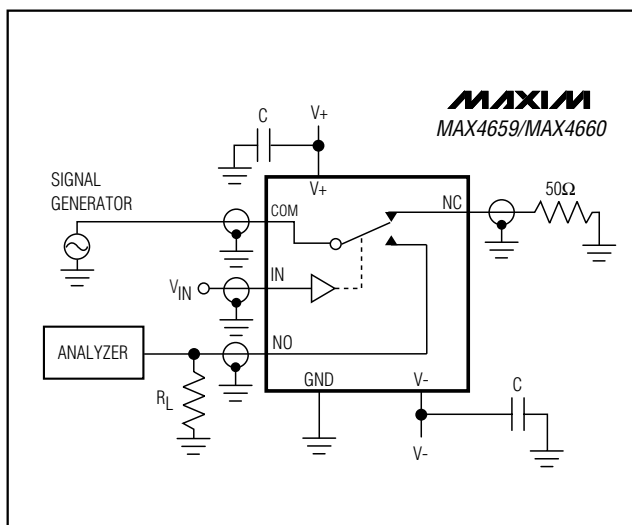 C
V+
MAXIM
MAX4659/MAX4660
V+
SIGNAL
GENERATOR
COM
NC
50Ω
IN
VIN
NO
ANALYZER
GND
V-
C
RL
V-